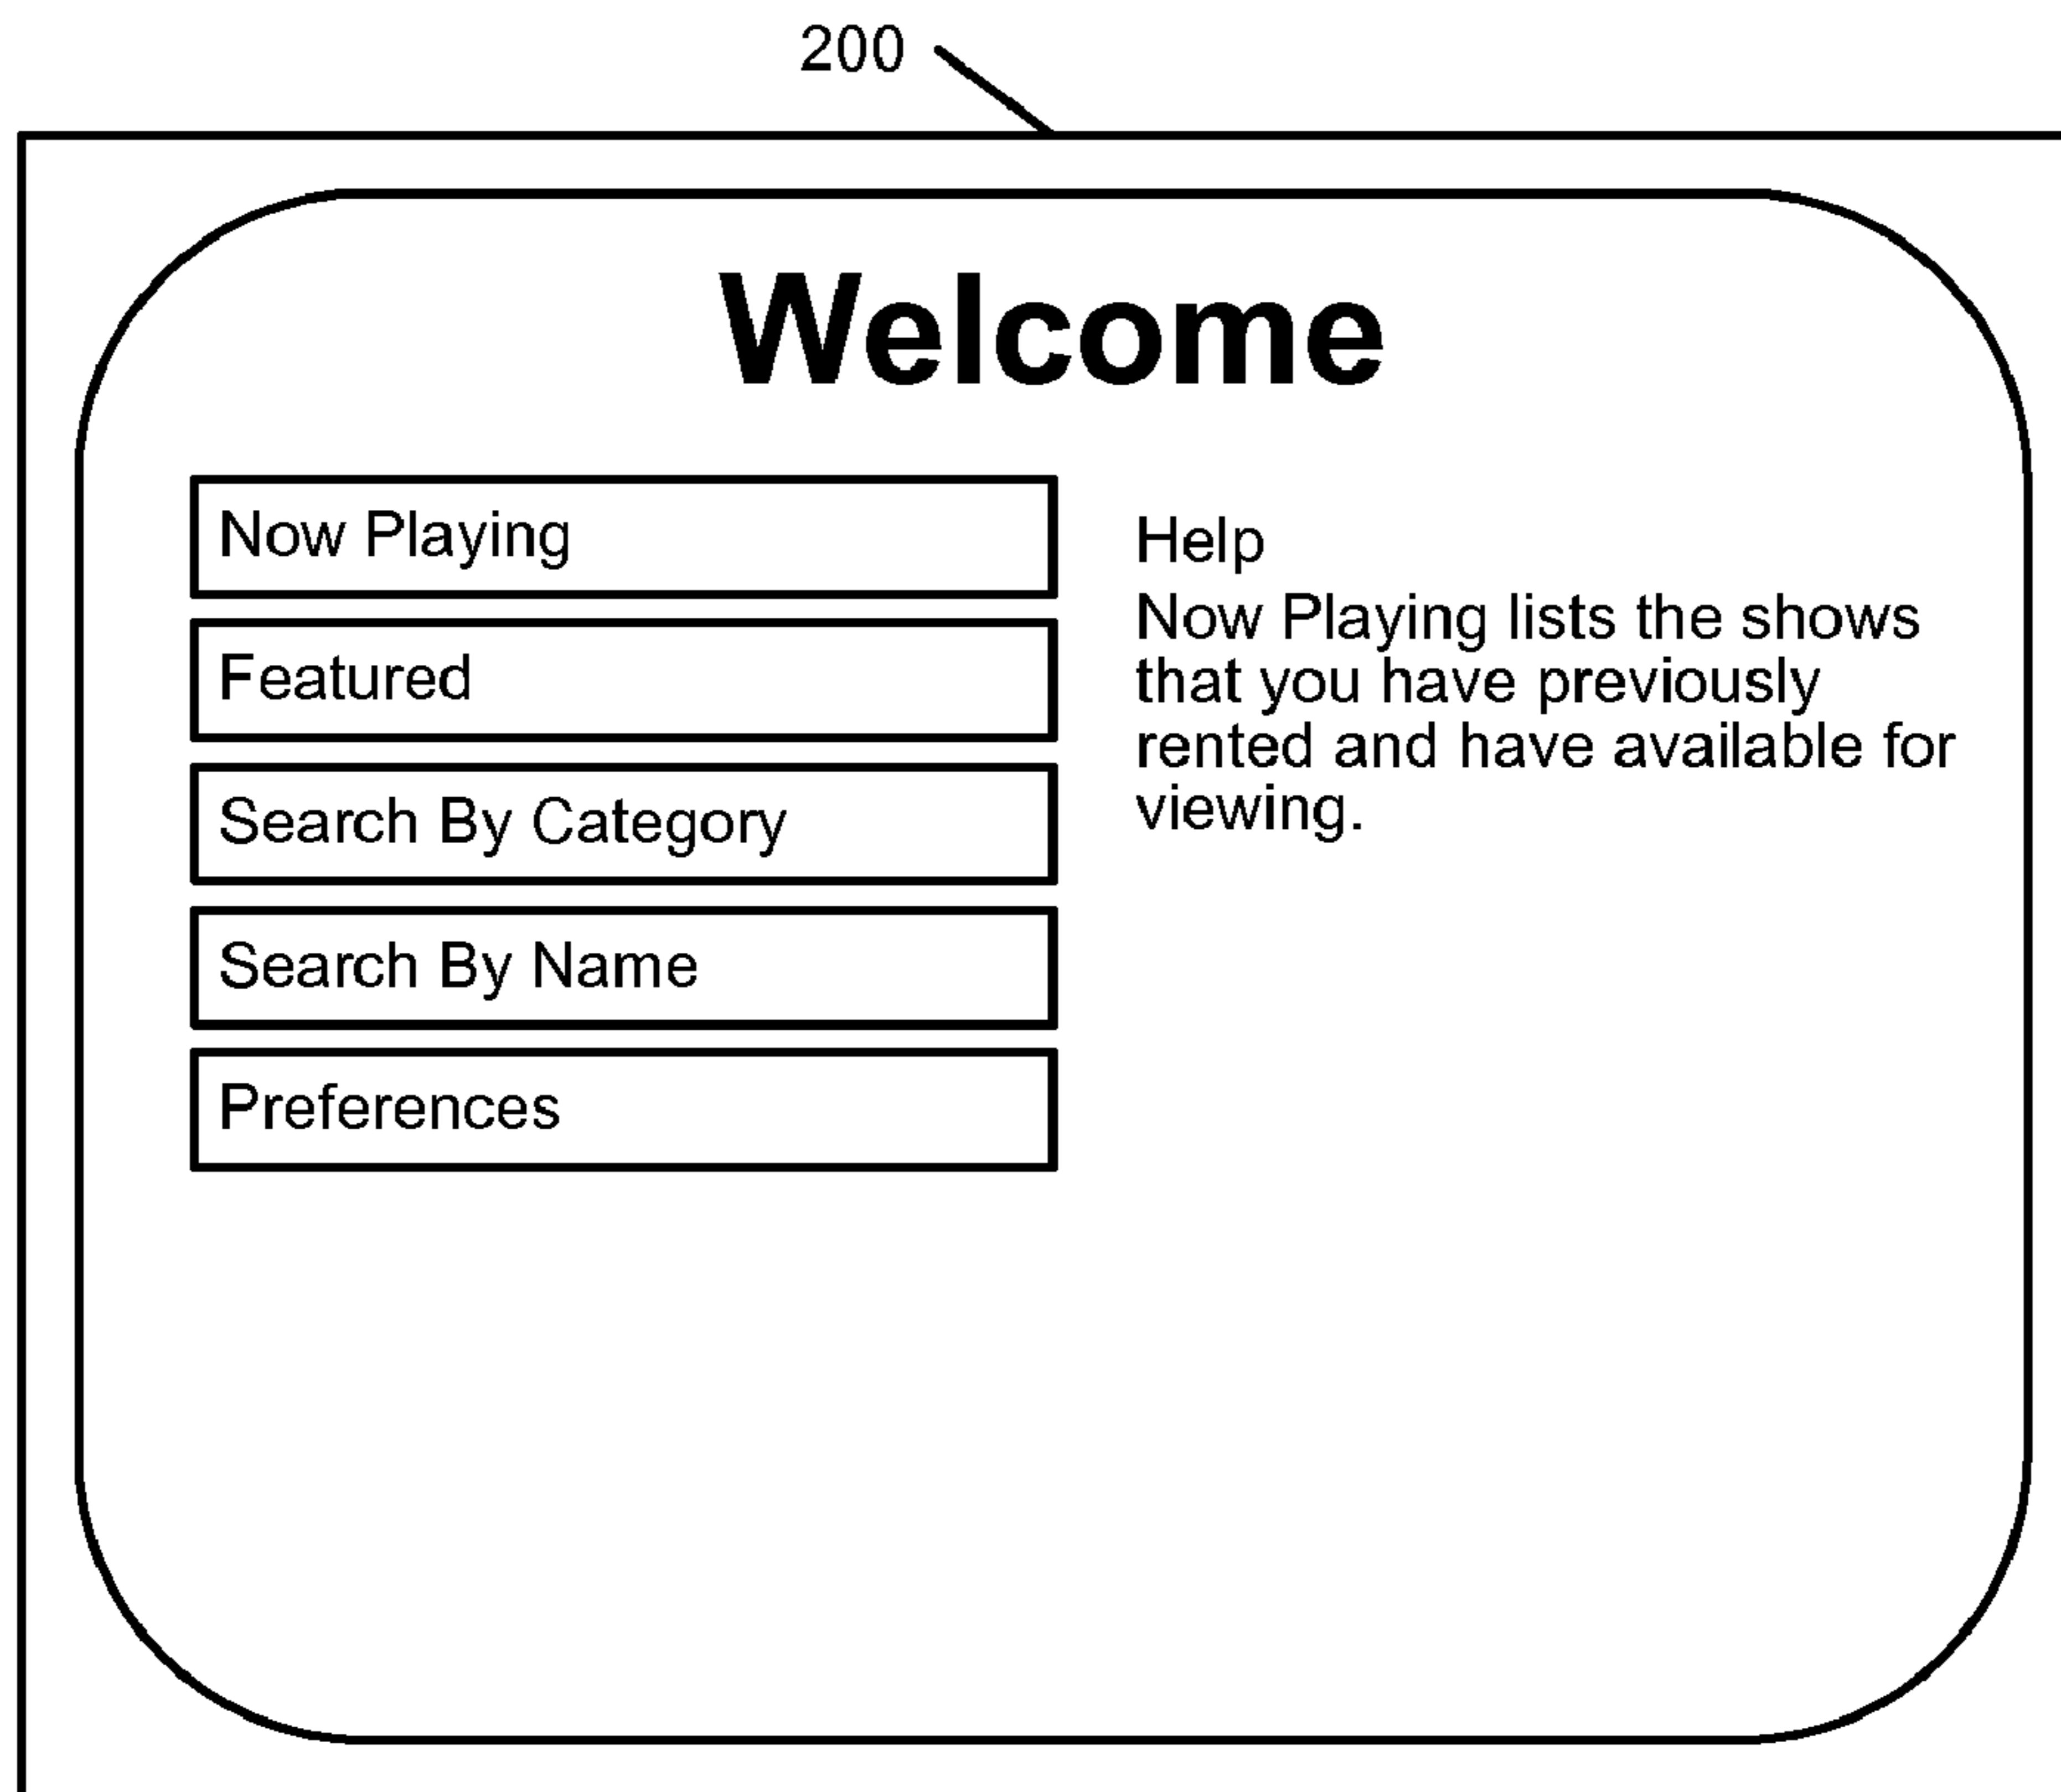 200
Welcome
Now Playing
Featured
Search By Category
Search By Name
Preferences
Help
Now Playing lists the shows
that you have previously
rented and have available for
viewing.